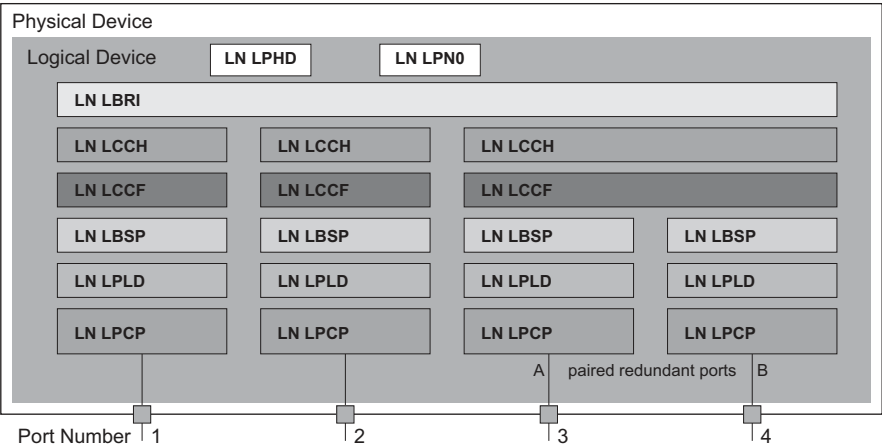 Physical Device
Logical Device LN LPHD LN LPN0
LN LBRI
LN LCCH LN LCCH LN LCCH
LN LCCF LN LCCF LN LCCF
LN LBSP LN LBSP LN LBSP LN LBSP
LN LPLD LN LPLD LN LPLD LN LPLD
LN LPCP LN LPCP LN LPCP LN LPCP
A paired redundant ports B
Port Number 1 2 3 4